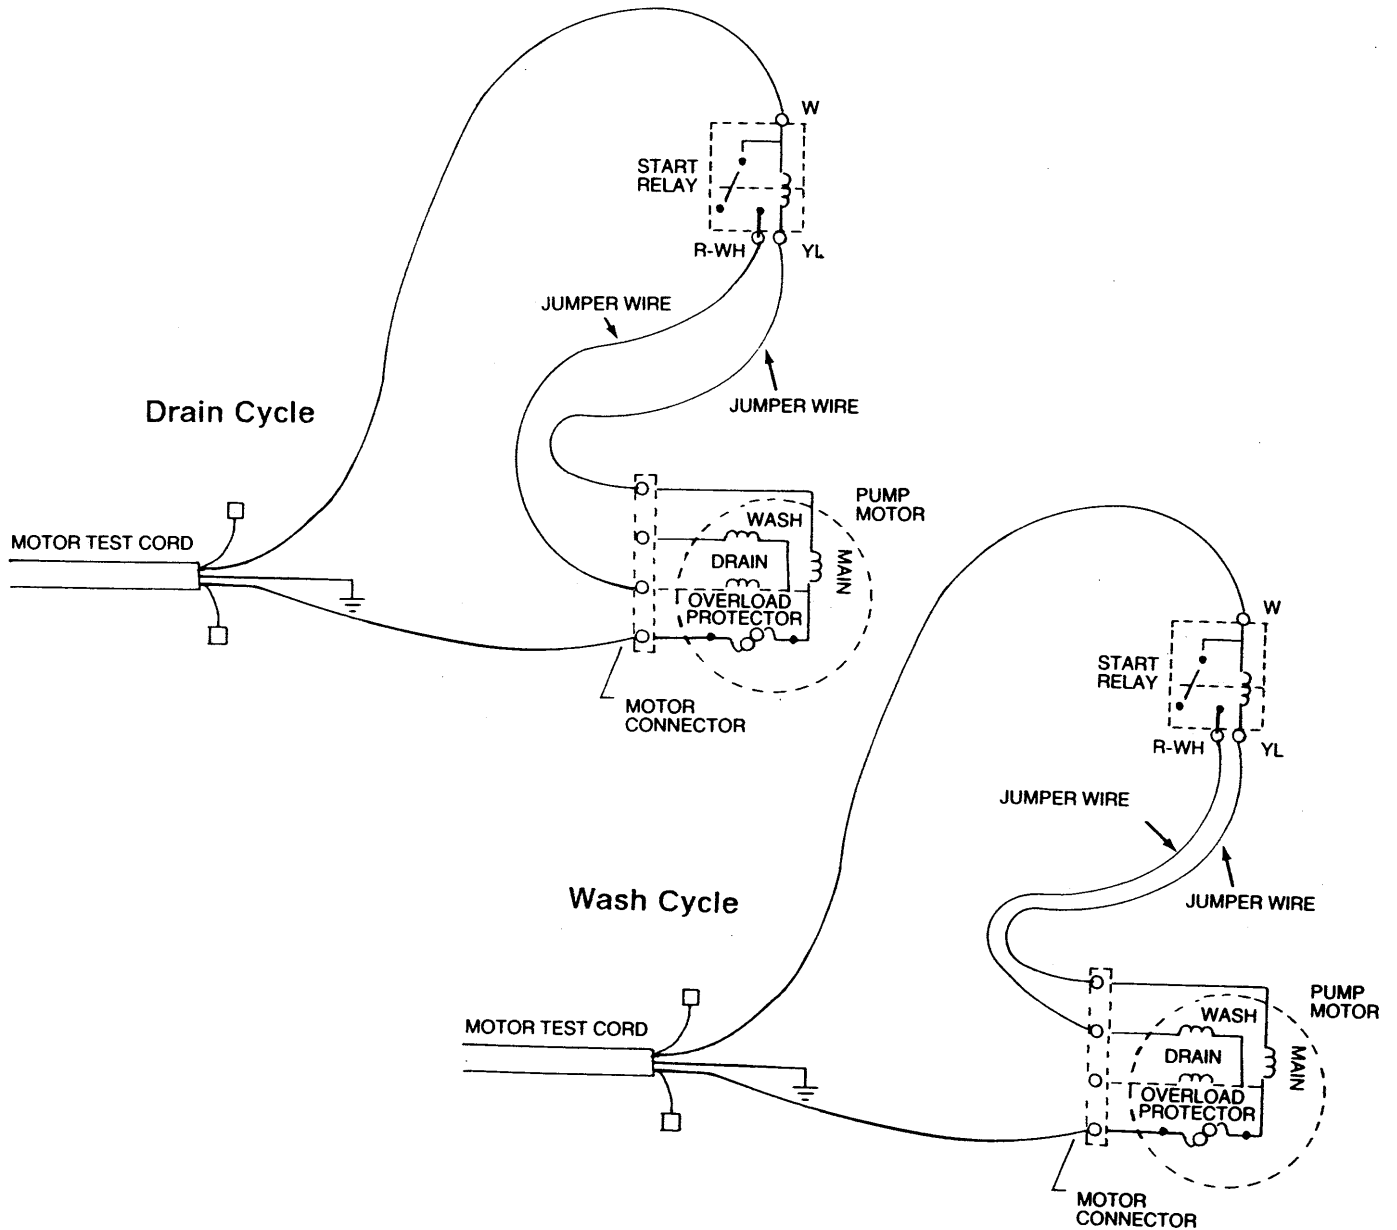 W
START
RELAY
R-WH
YL
JUMPER WIRE
JUMPER WIRE
Drain Cycle
MOTOR TEST CORD
PUMP
MOTOR
WASH
DRAIN
MAIN
OVERLOAD
PROTECTOR
MOTOR
CONNECTOR
W
START
RELAY
R-WH
YL
JUMPER WIRE
JUMPER WIRE
Wash Cycle
MOTOR TEST CORD
PUMP
MOTOR
WASH
DRAIN
MAIN
OVERLOAD
PROTECTOR
MOTOR
CONNECTOR